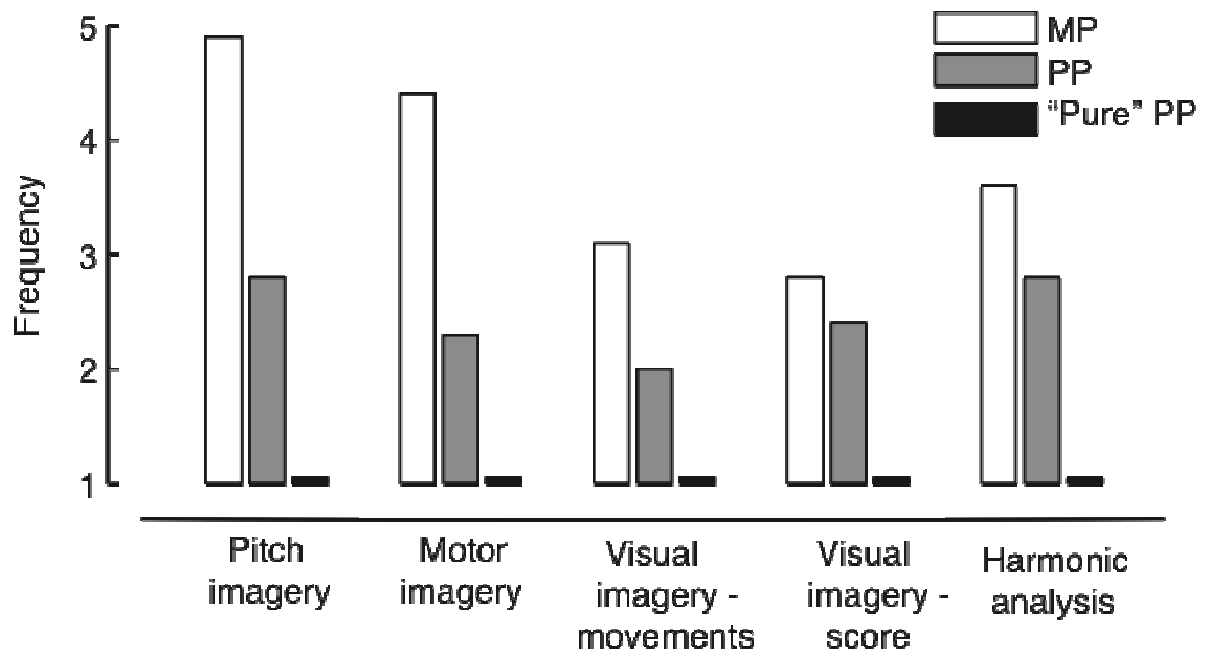 5
4
3
2
1
Frequency
MP
PP
"Pure" PP
Pitch
imagery
Motor
imagery
Visual
imagery -
movements
Visual
imagery -
score
Harmonic
analysis